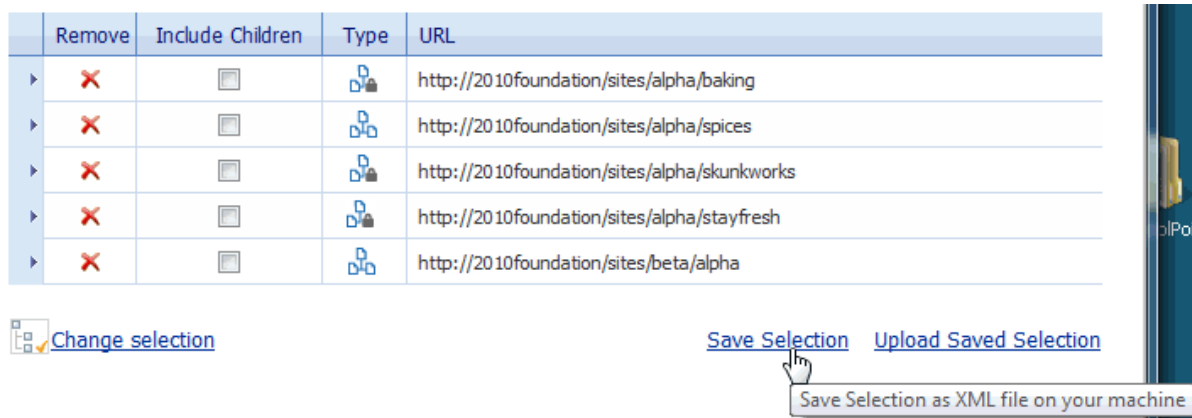 Remove Include Children Type URL
http://2010foundation/sites/alpha/baking
http://2010foundation/sites/alpha/spices
http://2010foundation/sites/alpha/skunkworks
http://2010foundation/sites/alpha/stayfresh
http://2010foundation/sites/beta/alpha
Change selection Save Selection Upload Saved Selection
Save Selection as XML file on your machine